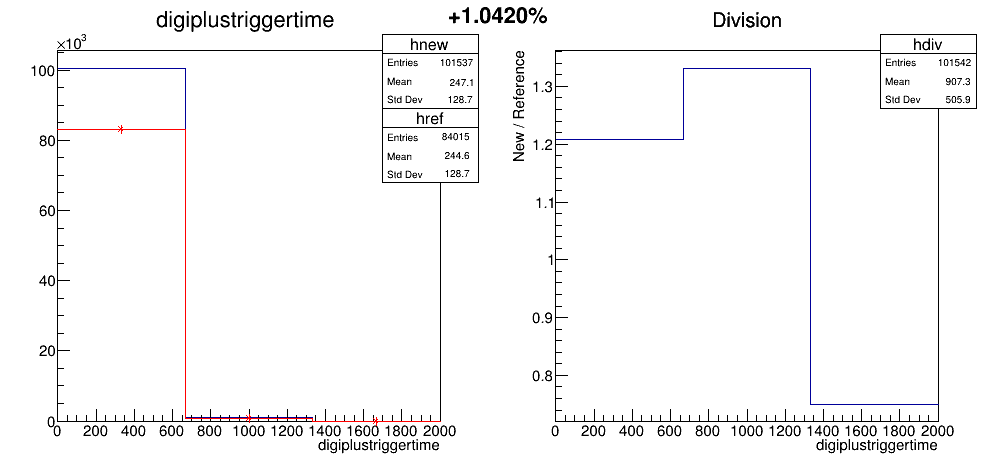 digiplustriggertime
+1.0420%
Division
×10³
hnew
Entries 101537
Mean 247.1
Std Dev 128.7
href
Entries 84015
Mean 244.6
Std Dev 128.7
100
80
60
40
20
0
0 200 400 600 800 1000 1200 1400 1600 1800 2000
digiplustriggertime
hdiv
Entries 101542
Mean 907.3
Std Dev 505.9
New / Reference
1.3
1.2
1.1
1
0.9
0.8
0 200 400 600 800 1000 1200 1400 1600 1800 2000
digiplustriggertime